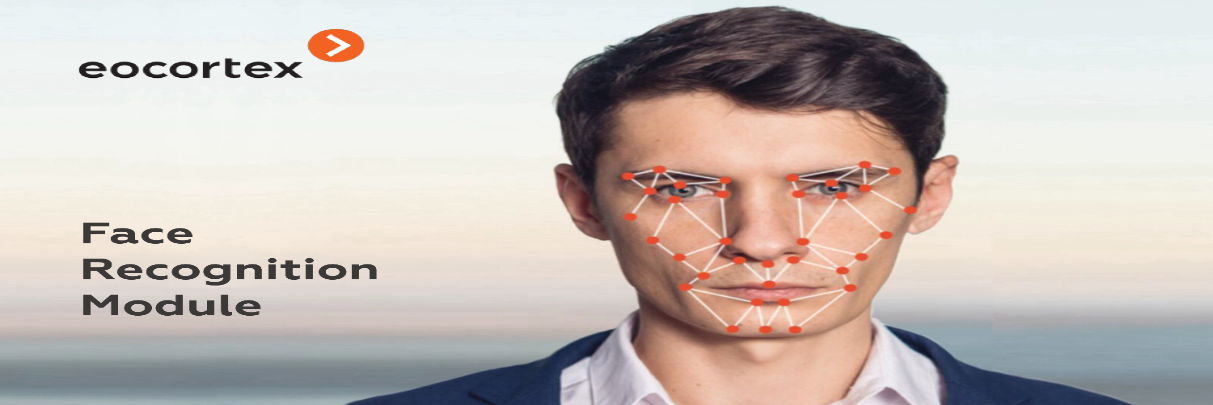 eocortex
Face
Recognition
Module